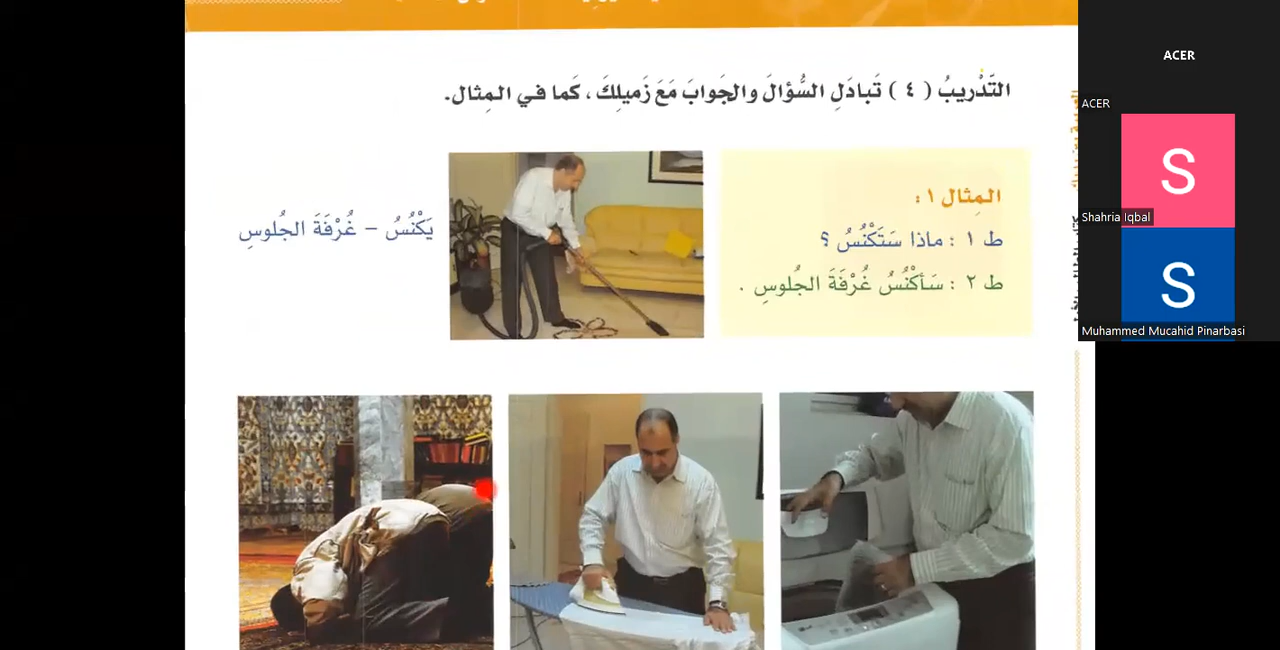 التَّدْريبُ ( ٤ ) تَبادَلِ السُّؤالَ والجَوابَ مَعَ زَميلِكَ ، كَما في المِثال.
المِثال ١ :
ط ١ : ماذا سَتَكْنُسُ ؟
ط ٢ : سَأَكْنُسُ غُرْفَةَ الجُلوسِ .
يَكْنُسُ – غُرْفَةَ الجُلوسِ
ACER
ACER
S
Shahria Iqbal
S
Muhammed Mucahid Pinarbasi